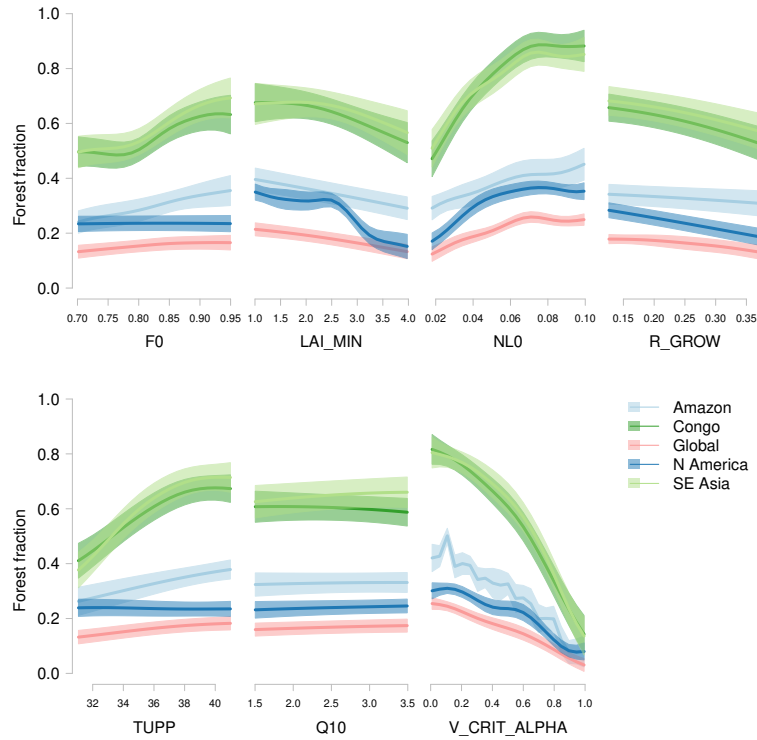 1.0
0.8
0.6
0.4
0.2
0.0
Forest fraction
0.70 0.75 0.80 0.85 0.90 0.95
F0
1.0 1.5 2.0 2.5 3.0 3.5 4.0
LAI_MIN
0.02 0.04 0.06 0.08 0.10
NL0
0.15 0.20 0.25 0.30 0.35
R_GROW
1.0
0.8
0.6
0.4
0.2
0.0
Forest fraction
32 34 36 38 40
TUPP
1.5 2.0 2.5 3.0 3.5
Q10
0.0 0.2 0.4 0.6 0.8 1.0
V_CRIT_ALPHA
Amazon
Congo
Global
N America
SE Asia